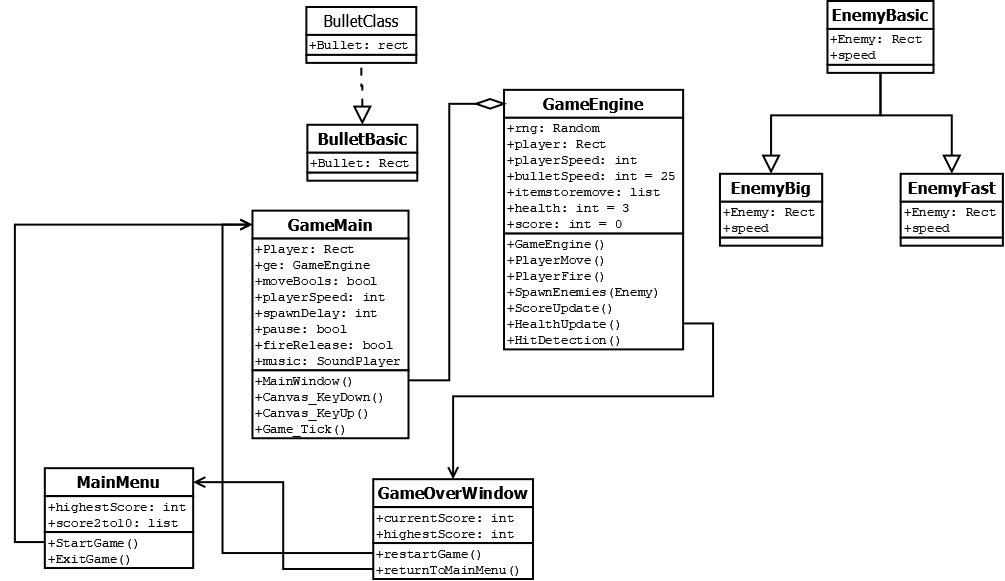 BulletClass
+Bullet: rect
BulletBasic
+Bullet: Rect
EnemyBasic
+Enemy: Rect
+speed
GameEngine
+rng: Random
+player: Rect
+playerSpeed: int
+bulletSpeed: int = 25
+itemstoremove: list
+health: int = 3
+score: int = 0
+GameEngine()
+PlayerMove()
+PlayerFire()
+SpawnEnemies(Enemy)
+ScoreUpdate()
+HealthUpdate()
+HitDetection()
EnemyBig
+Enemy: Rect
+speed
EnemyFast
+Enemy: Rect
+speed
GameMain
+Player: Rect
+ge: GameEngine
+moveBools: bool
+playerSpeed: int
+spawnDelay: int
+pause: bool
+fireRelease: bool
+music: SoundPlayer
+MainWindow()
+Canvas_KeyDown()
+Canvas_KeyUp()
+Game_Tick()
MainMenu
+highestScore: int
+score2to10: list
+StartGame()
+ExitGame()
GameOverWindow
+currentScore: int
+highestScore: int
+restartGame()
+returnToMainMenu()